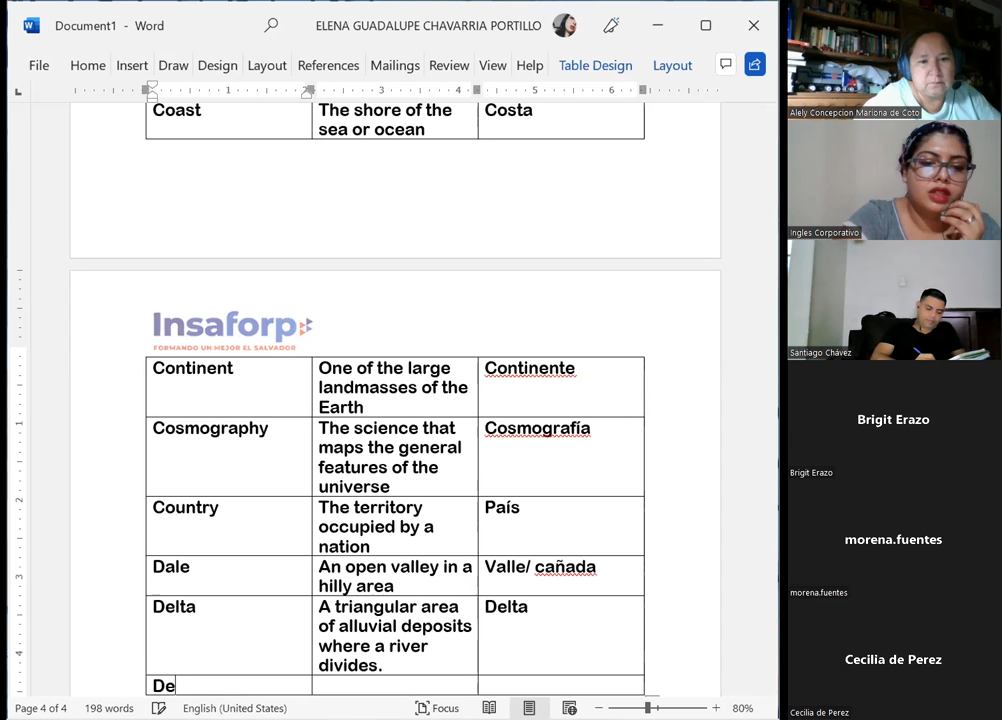 Document1 - Word
ELENA GUADALUPE CHAVARRIA PORTILLO
File Home Insert Draw Design Layout References Mailings Review View Help Table Design Layout
1 2 3 4 5 6
Coast The shore of the Costa
sea or ocean
Insaforp
FORMANDO UN MEJOR EL SALVADOR
Continent One of the large Continente
landmasses of the
Earth
Cosmography The science that Cosmografía
maps the general
features of the
universe
Country The territory País
occupied by a
nation
Dale An open valley in a Valle/ cañada
hilly area
Delta A triangular area Delta
of alluvial deposits
where a river
divides.
De
Page 4 of 4 198 words English (United States) Focus 80%
Alely Concepcion Mariona de Coto
Ingles Corporativo
Santiago Chávez
Brigit Erazo
Brigit Erazo
morena.fuentes
morena.fuentes
Cecilia de Perez
Cecilia de Perez